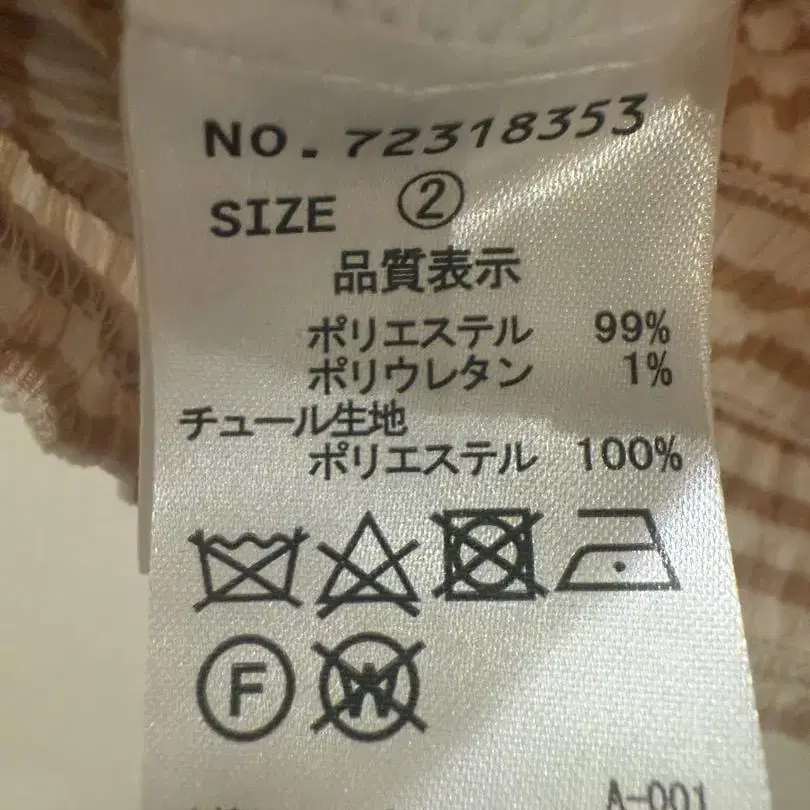 NO. 72318353
SIZE ②
品質表示
ポリエステル 99%
ポリウレタン 1%
チュール生地
ポリエステル 100%
F W
A-001